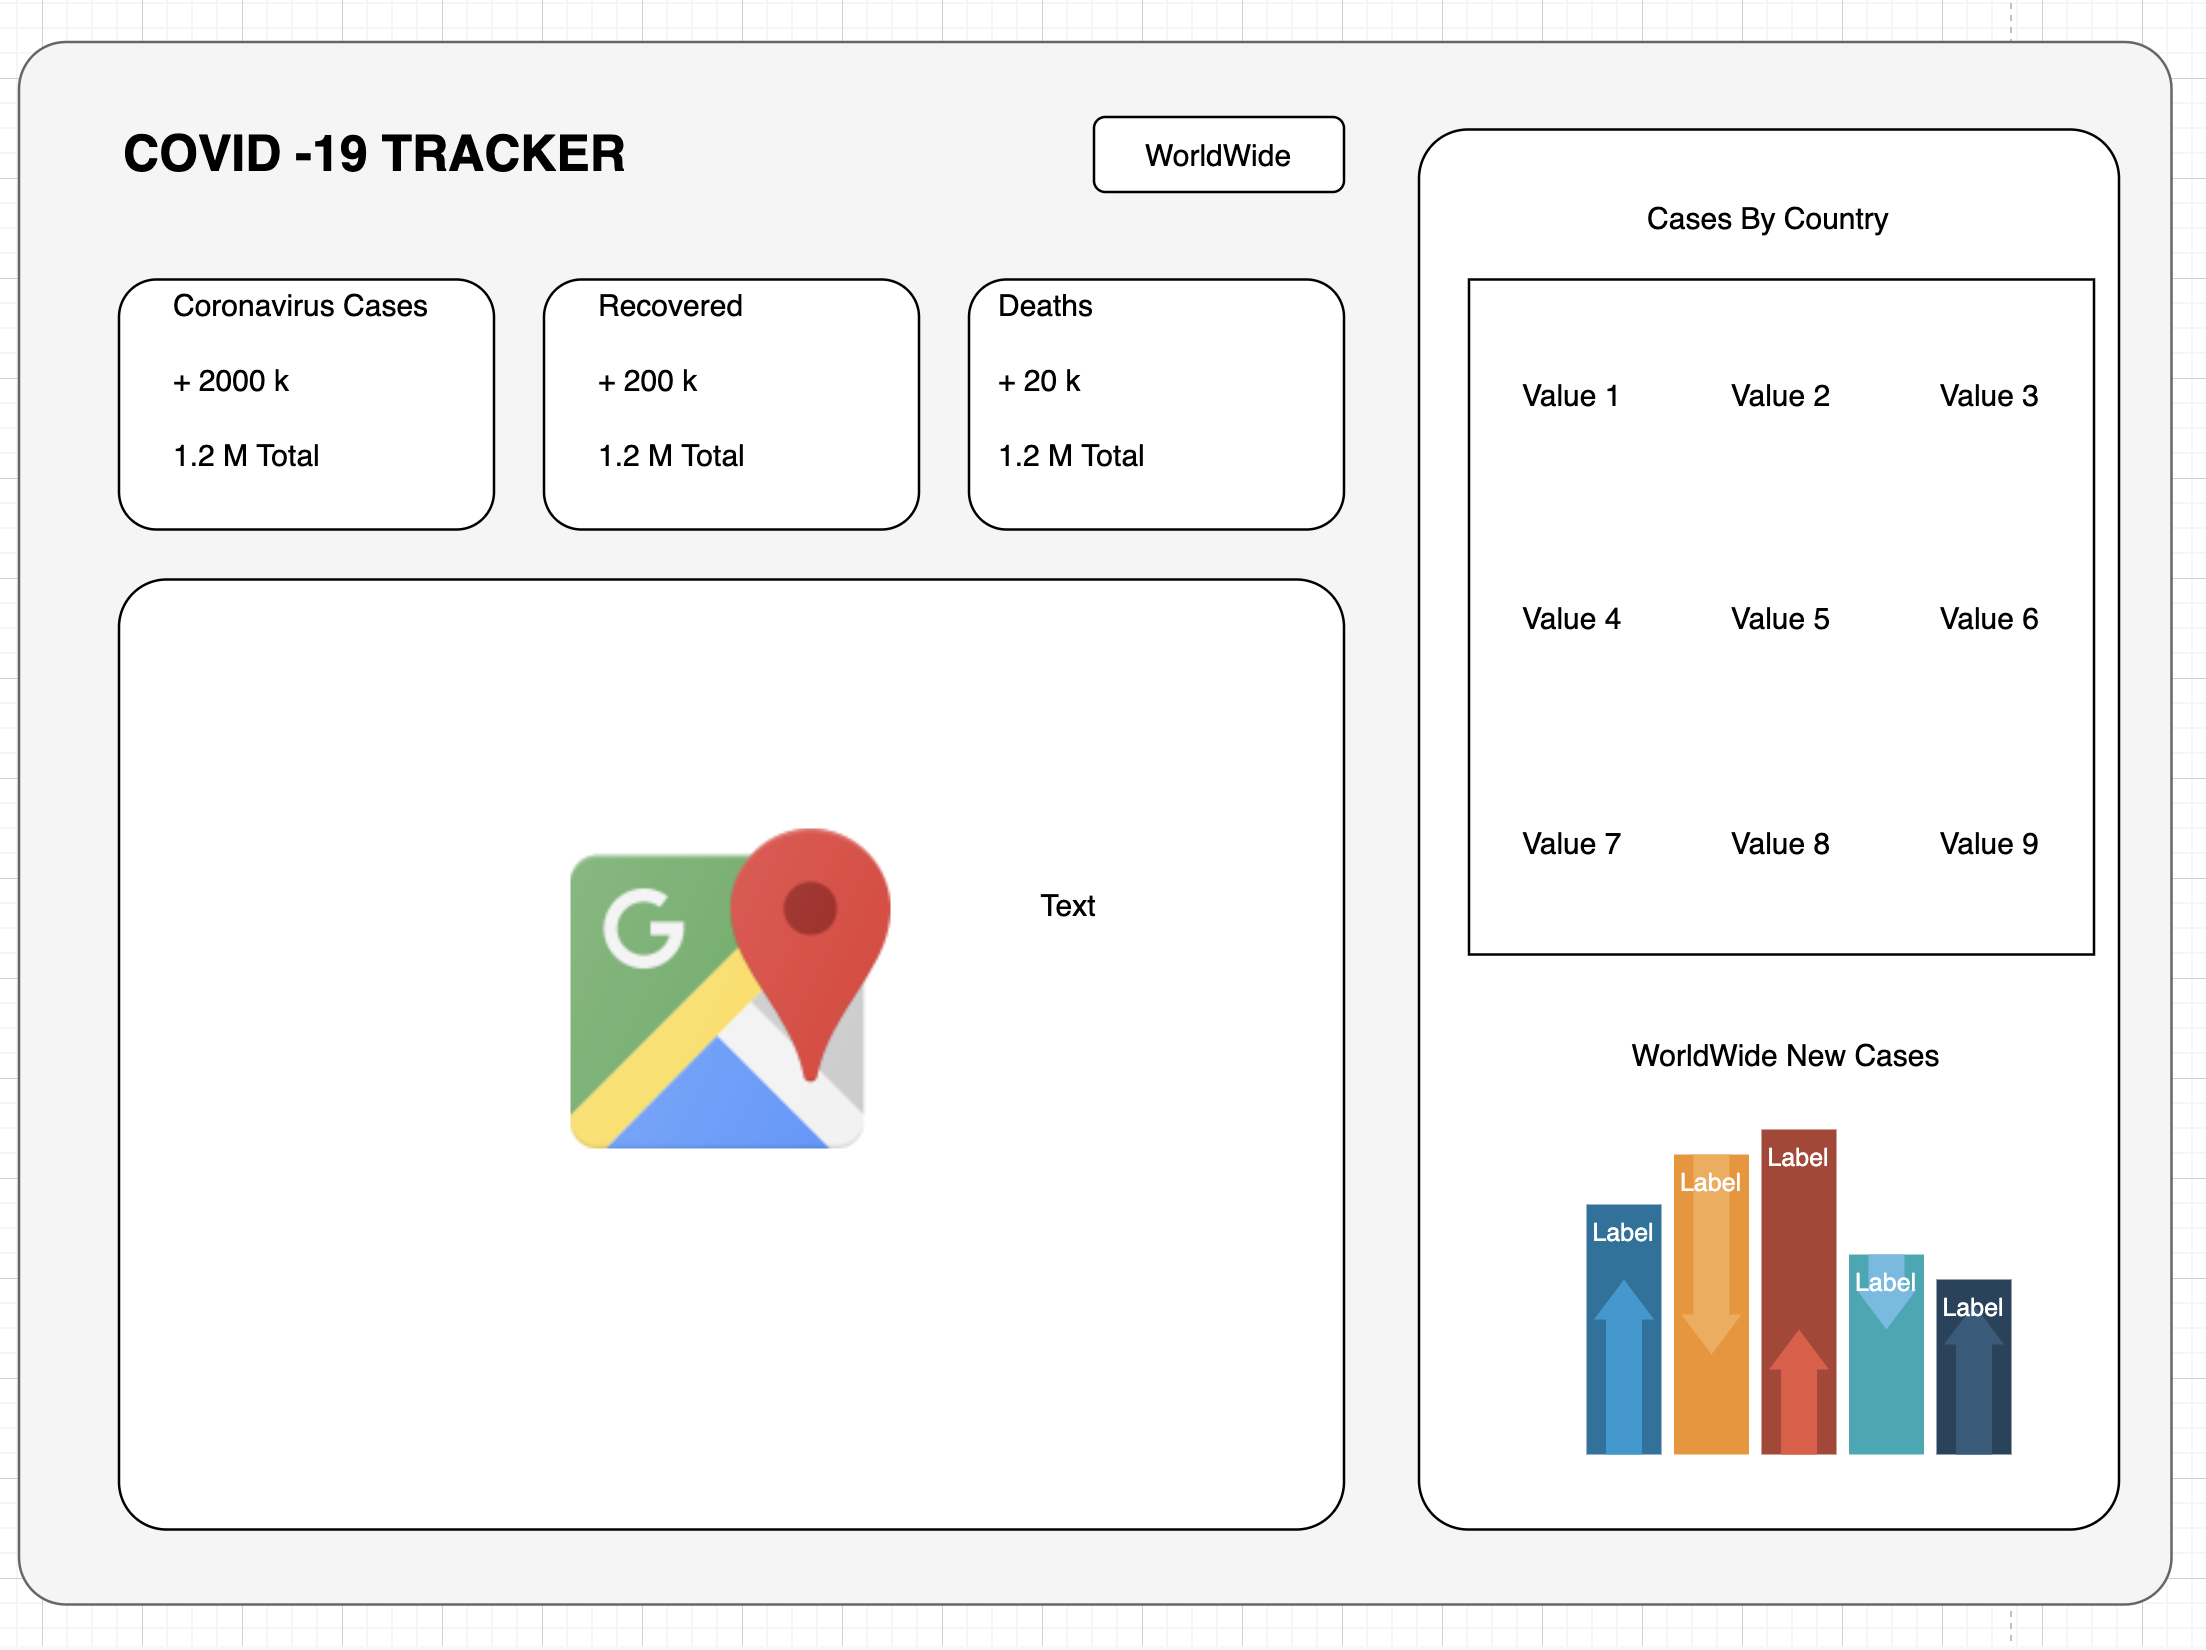 COVID -19 TRACKER
WorldWide
Coronavirus Cases
+ 2000 k
1.2 M Total
Recovered
+ 200 k
1.2 M Total
Deaths
+ 20 k
1.2 M Total
G
Text
Cases By Country
Value 1 Value 2 Value 3
Value 4 Value 5 Value 6
Value 7 Value 8 Value 9
WorldWide New Cases
Label
Label
Label
Label
Label